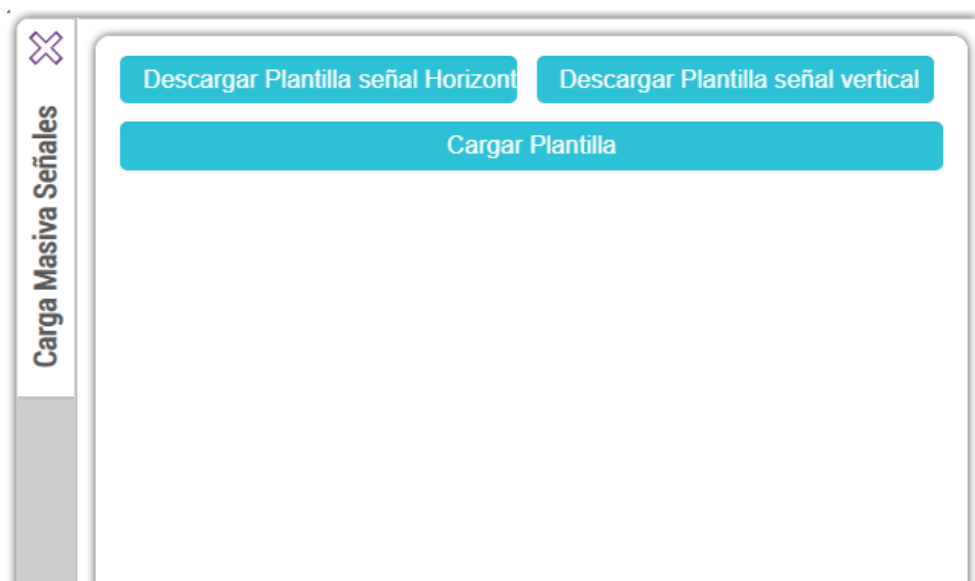 Carga Masiva Señales
Descargar Plantilla señal Horizont
Descargar Plantilla señal vertical
Cargar Plantilla